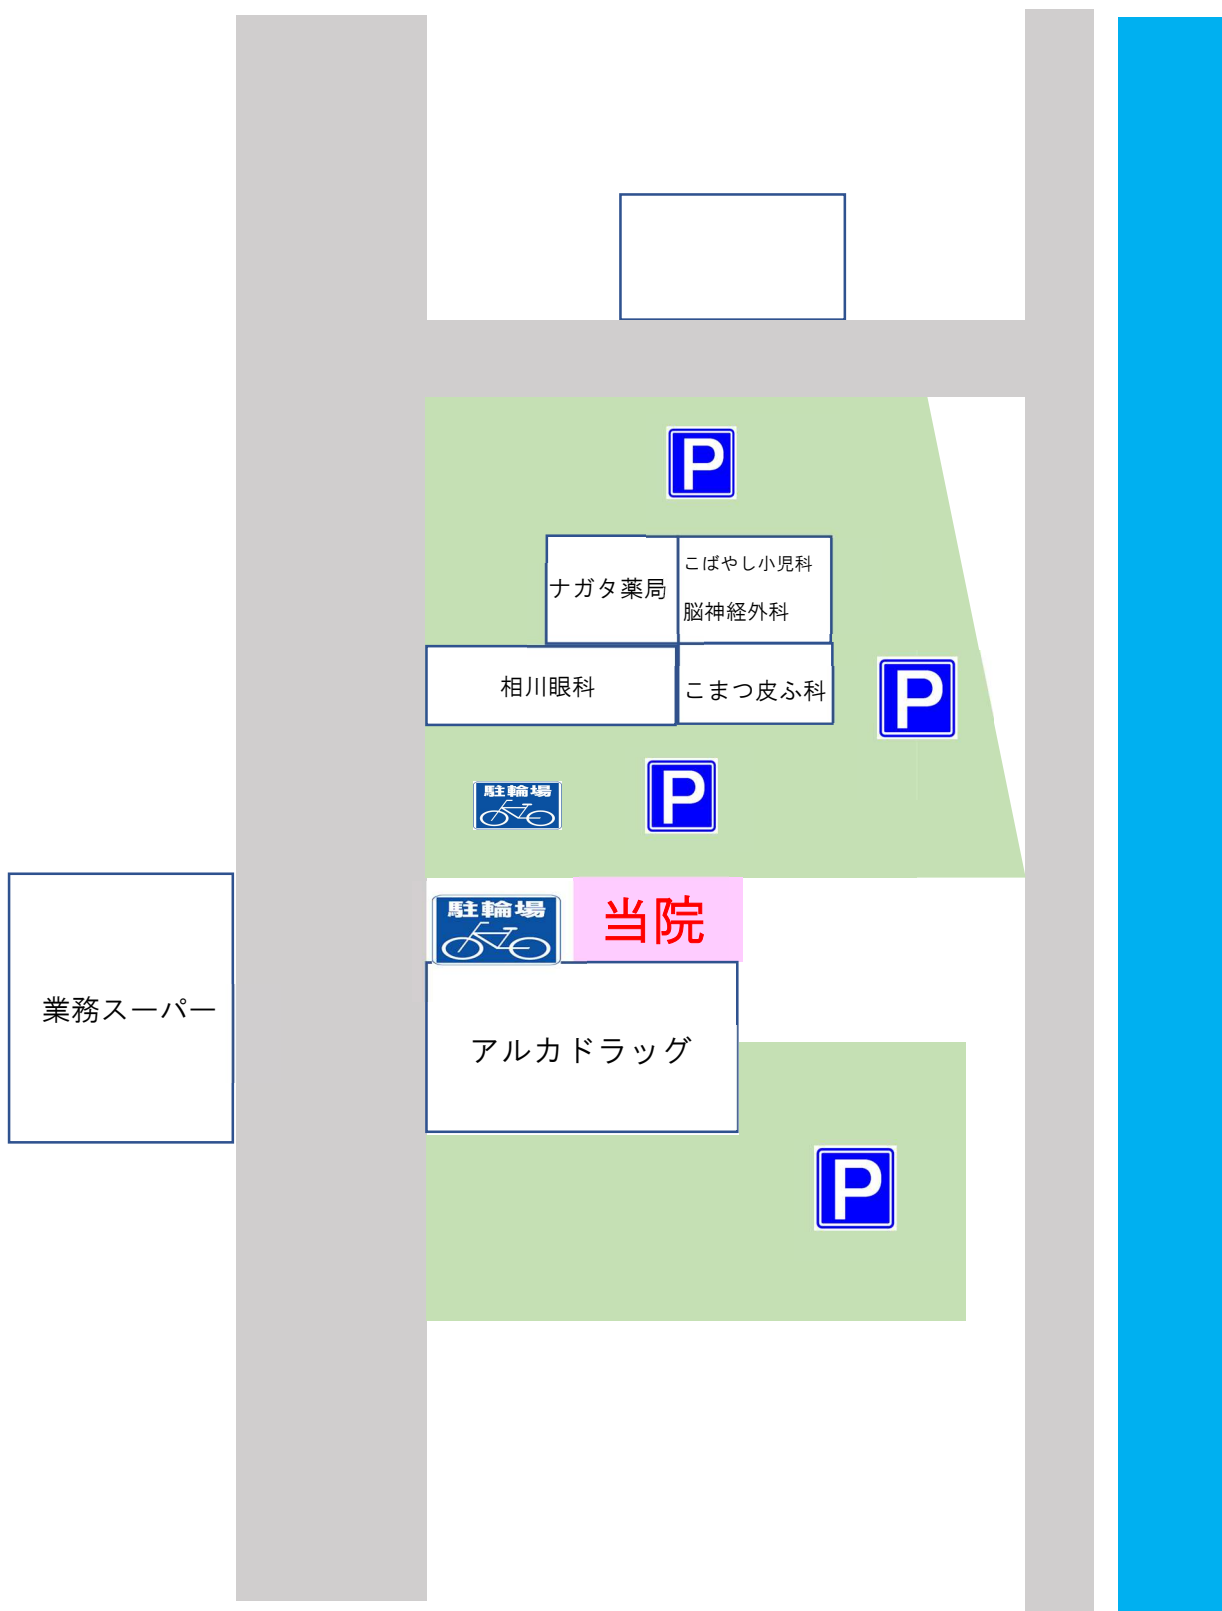 P
ナガタ薬局
こばやし小児科
脳神経外科
相川眼科
こまつ皮ふ科
P
駐輪場
P
駐輪場
当院
業務スーパー
アルカドラッグ
P